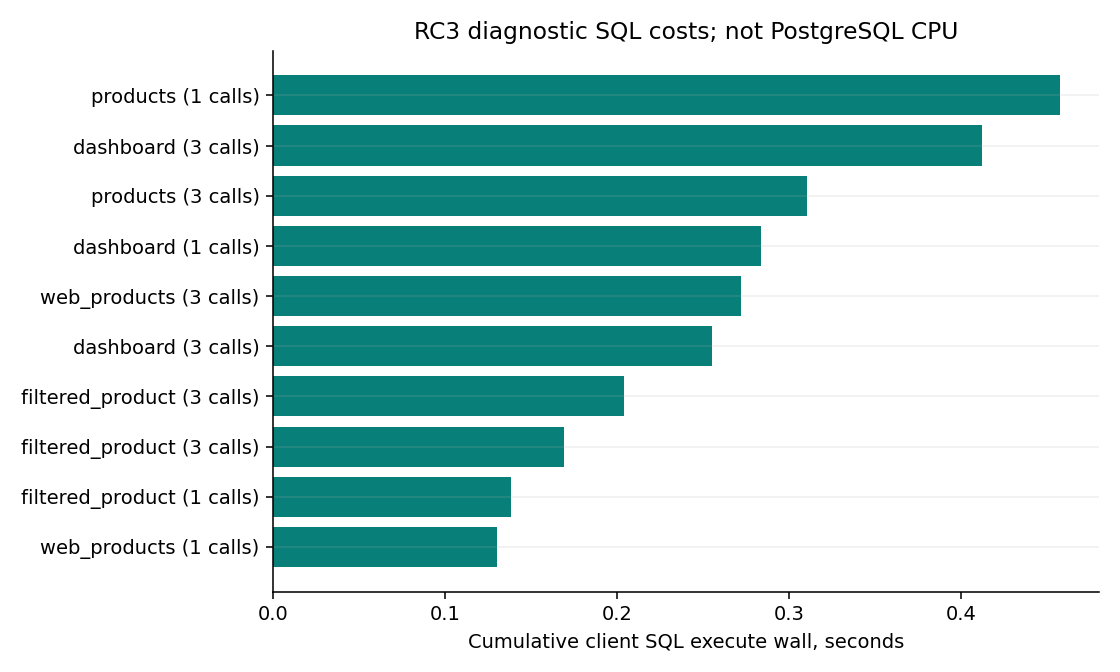 RC3 diagnostic SQL costs; not PostgreSQL CPU
products (1 calls)
dashboard (3 calls)
products (3 calls)
dashboard (1 calls)
web_products (3 calls)
dashboard (3 calls)
filtered_product (3 calls)
filtered_product (3 calls)
filtered_product (1 calls)
web_products (1 calls)
0.0 0.1 0.2 0.3 0.4
Cumulative client SQL execute wall, seconds